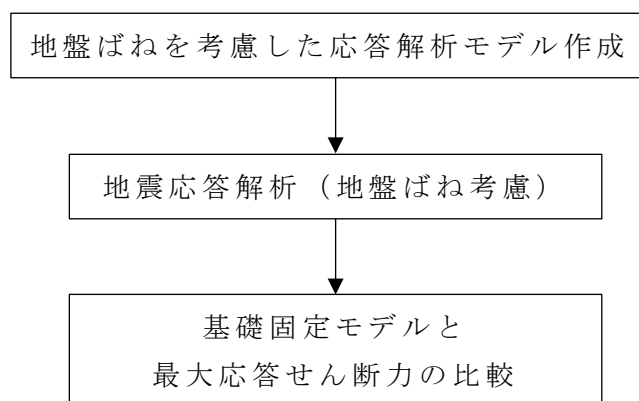 地盤ばねを考慮した応答解析モデル作成
地震応答解析（地盤ばね考慮）
基礎固定モデルと
最大応答せん断力の比較